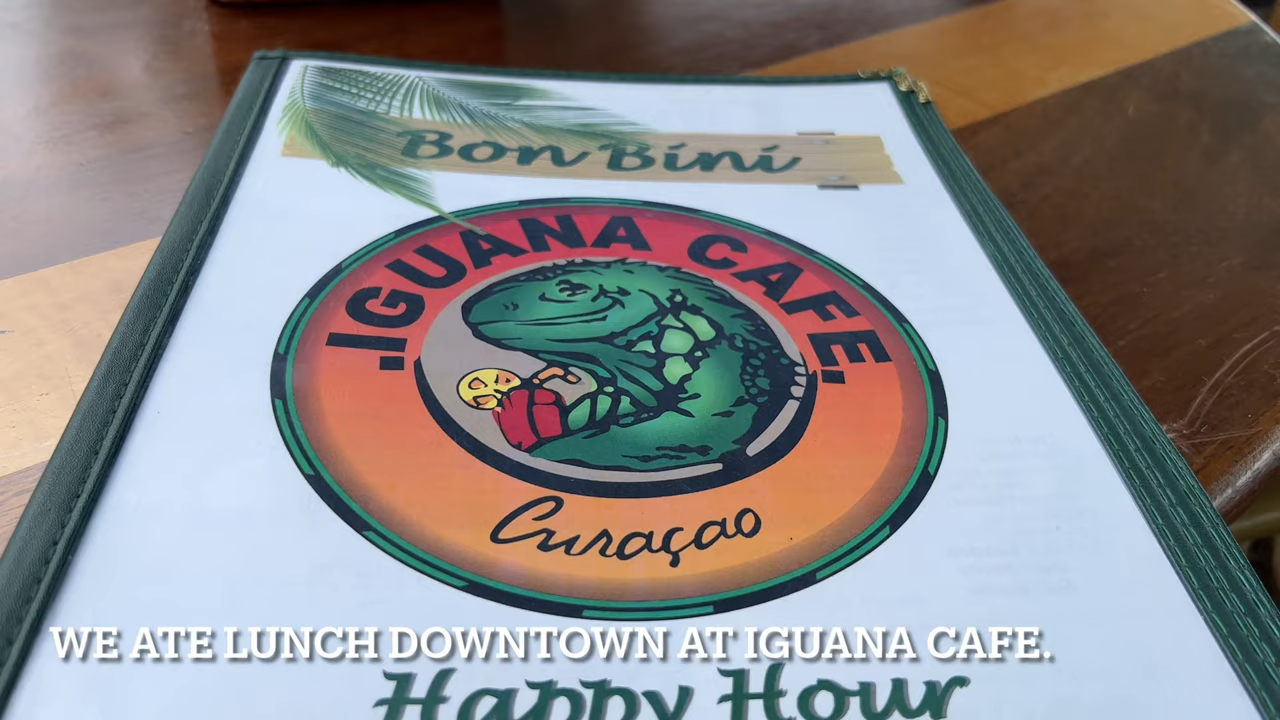 Bon Bini
.IGUANA CAFE.
Curaçao
WE ATE LUNCH DOWNTOWN AT IGUANA CAFE.
Happy Hour